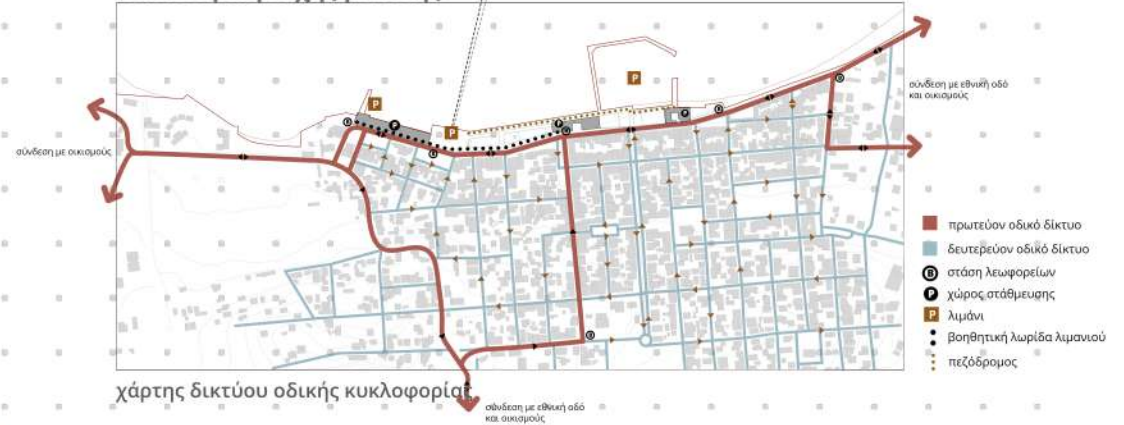 σύνδεση με εθνική οδό
και οικισμούς
σύνδεση με οικισμούς
πρωτεύον οδικό δίκτυο
δευτερεύον οδικό δίκτυο
B στάση λεωφορείων
P χώρος στάθμευσης
P λιμάνι
βοηθητική λωρίδα λιμανιού
πεζόδρομος
χάρτης δικτύου οδικής κυκλοφορίας
σύνδεση με εθνική οδό
και οικισμούς